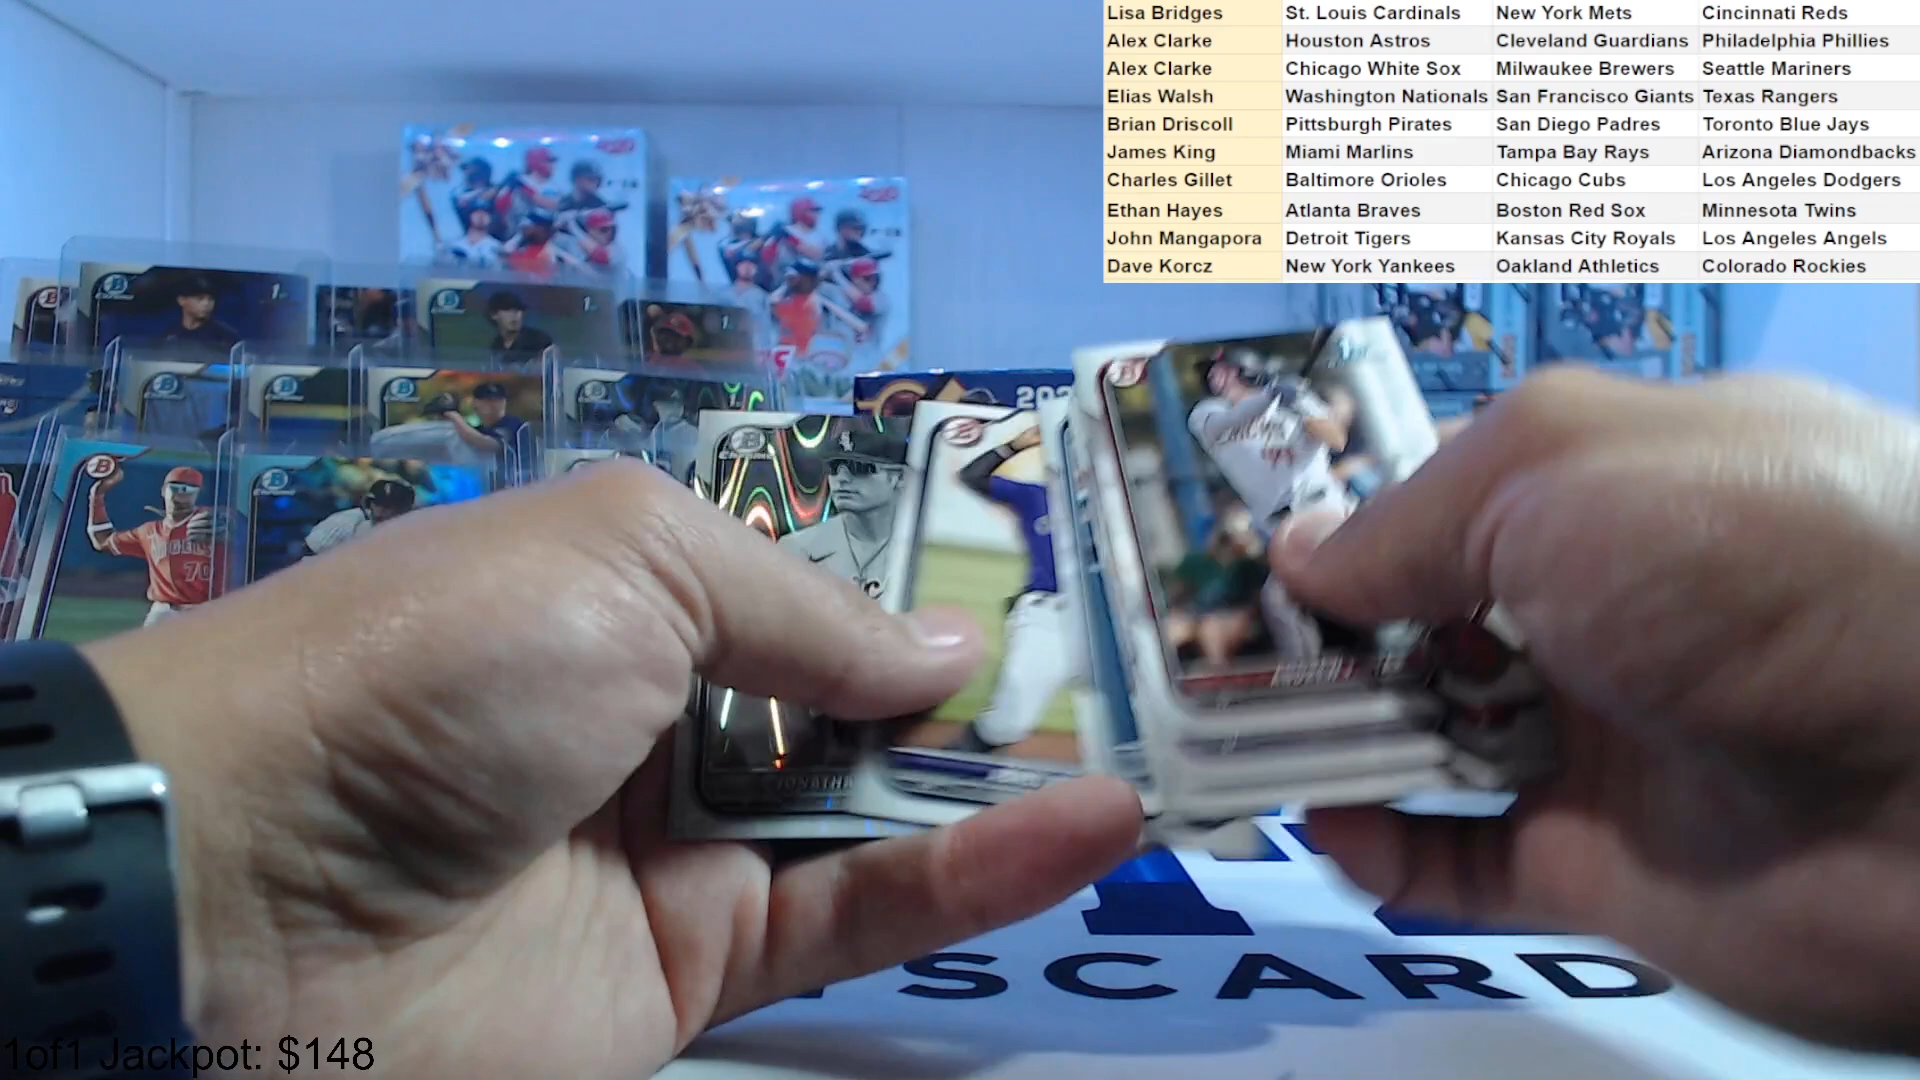 Lisa Bridges St. Louis Cardinals New York Mets Cincinnati Reds
Alex Clarke Houston Astros Cleveland Guardians Philadelphia Phillies
Alex Clarke Chicago White Sox Milwaukee Brewers Seattle Mariners
Elias Walsh Washington Nationals San Francisco Giants Texas Rangers
Brian Driscoll Pittsburgh Pirates San Diego Padres Toronto Blue Jays
James King Miami Marlins Tampa Bay Rays Arizona Diamondbacks
Charles Gillet Baltimore Orioles Chicago Cubs Los Angeles Dodgers
Ethan Hayes Atlanta Braves Boston Red Sox Minnesota Twins
John Mangapora Detroit Tigers Kansas City Royals Los Angeles Angels
Dave Korcz New York Yankees Oakland Athletics Colorado Rockies
202
ANGELS
70
JONATHA
SCARD
1of1 Jackpot: $148